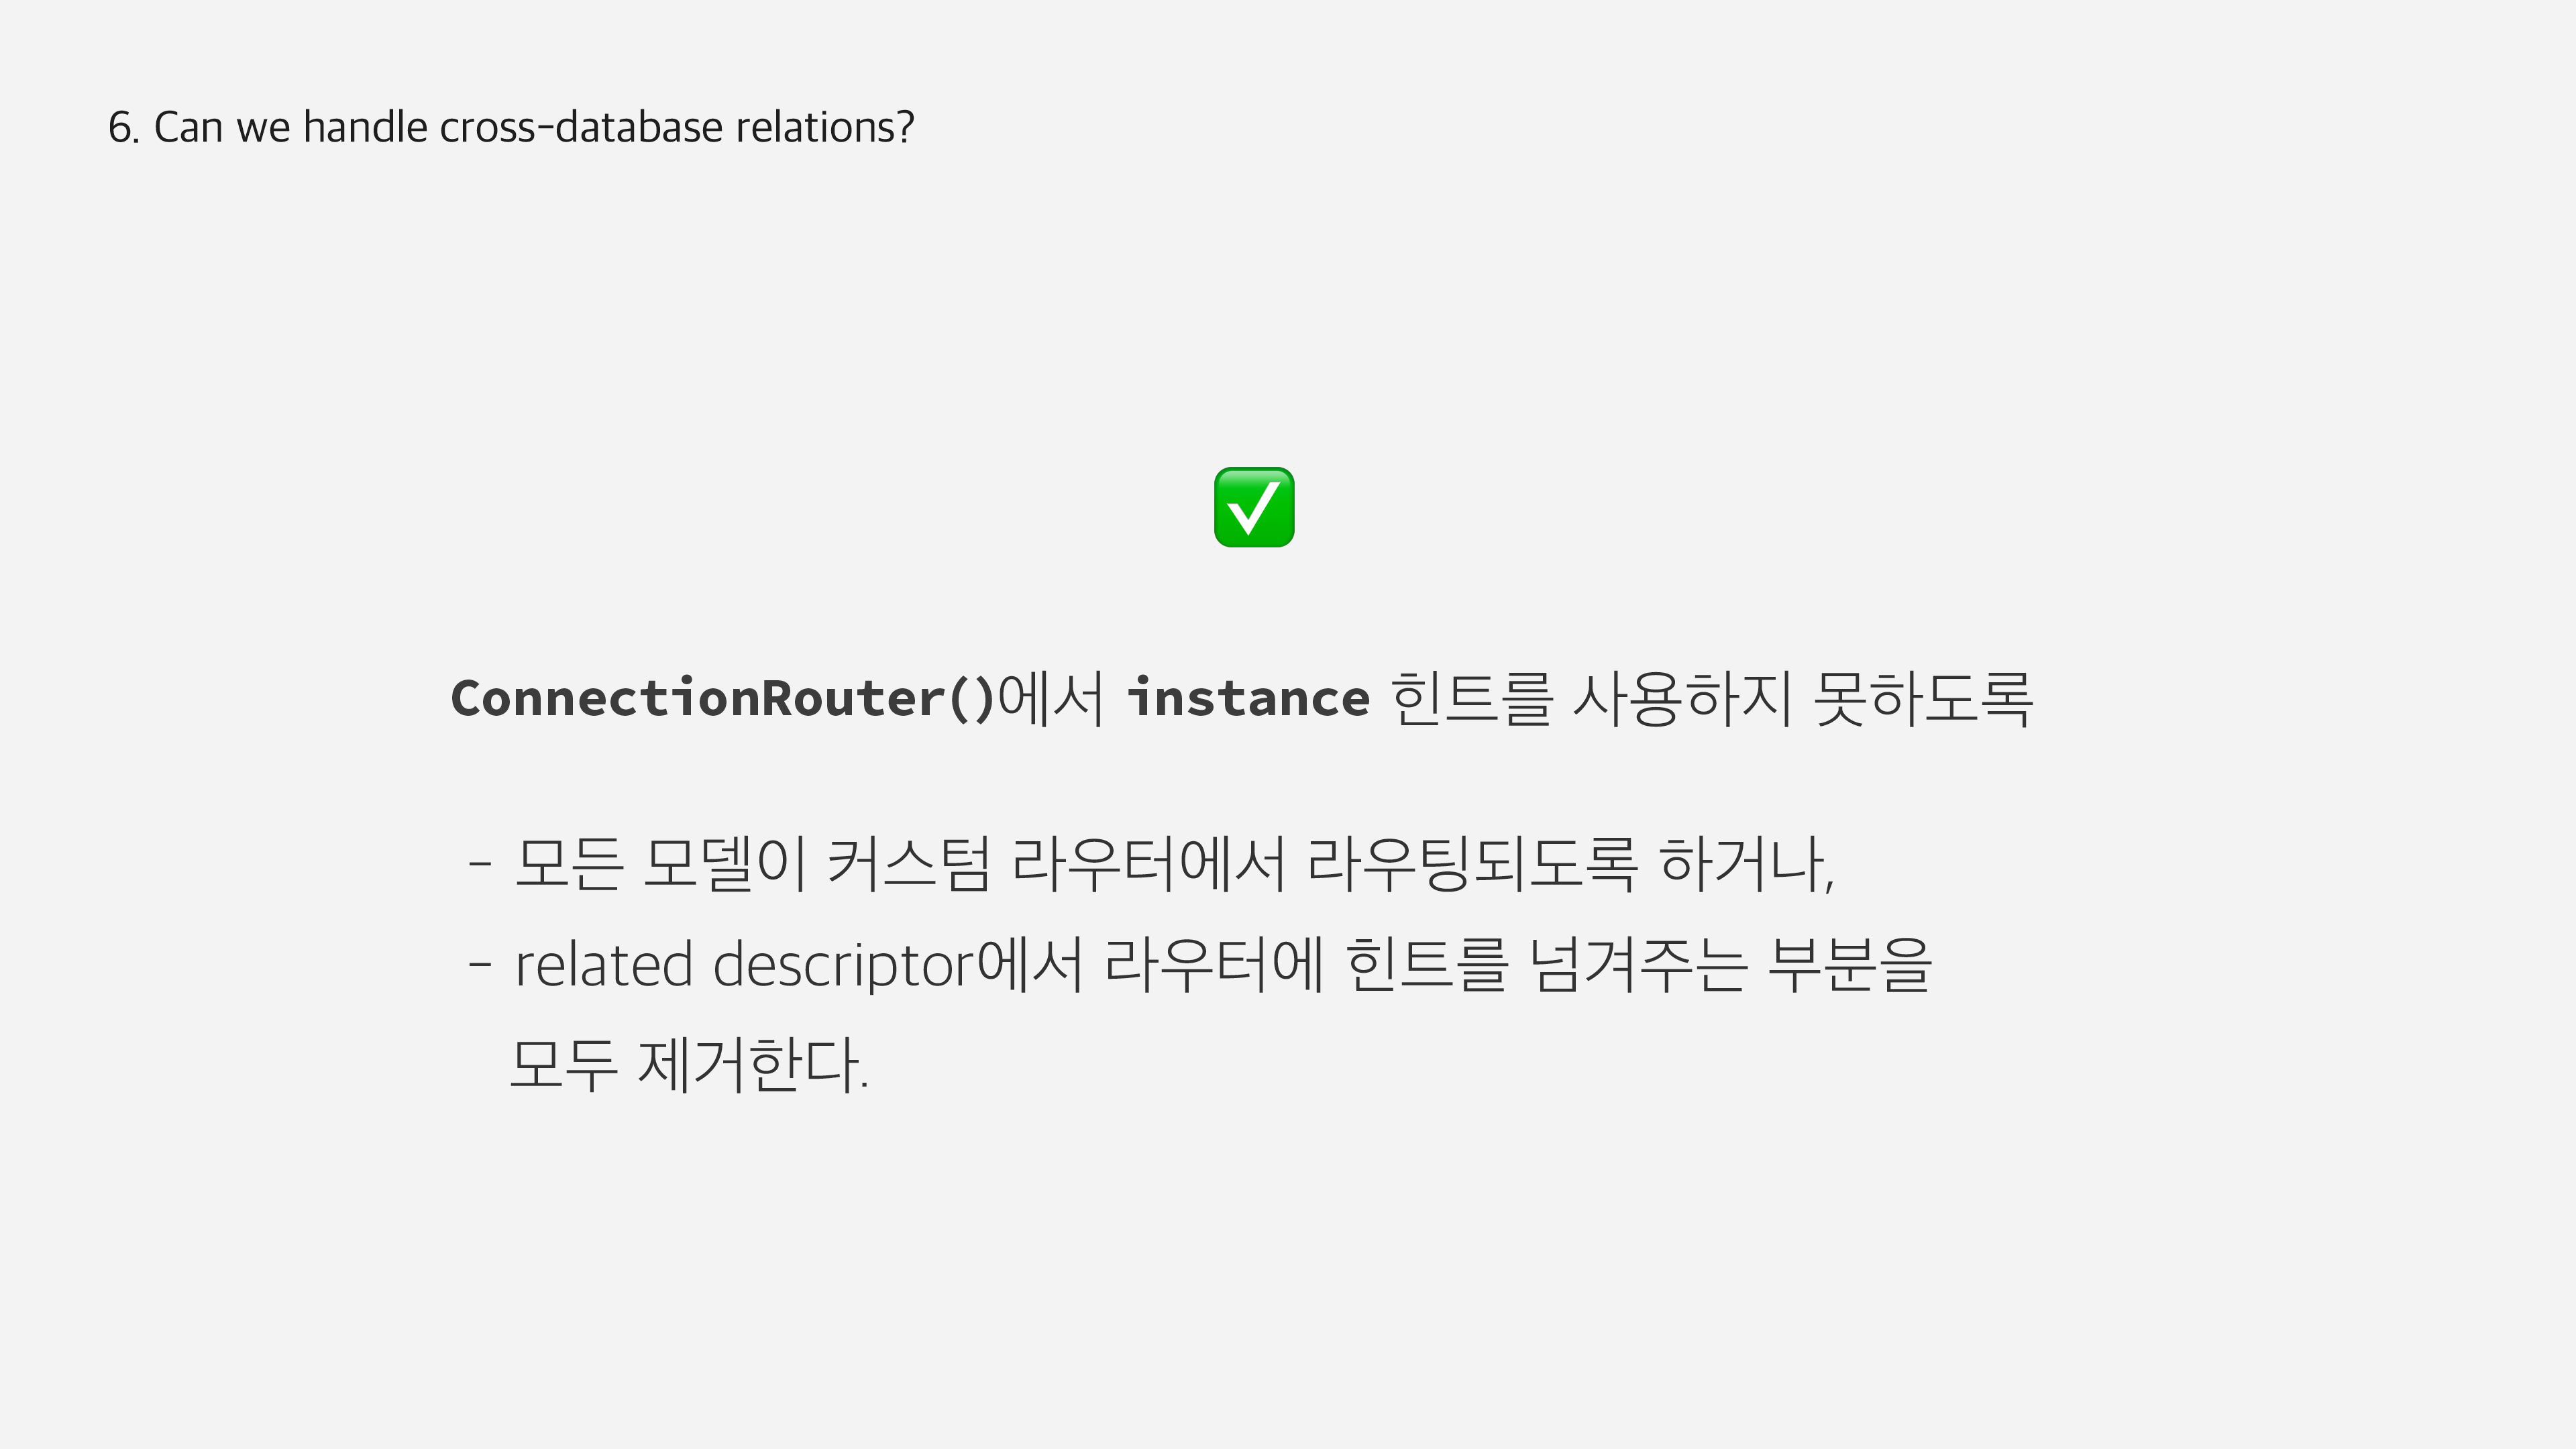 6. Can we handle cross-database relations?
✅
ConnectionRouter()에서 instance 힌트를 사용하지 못하도록
- 모든 모델이 커스텀 라우터에서 라우팅되도록 하거나,
- related descriptor에서 라우터에 힌트를 넘겨주는 부분을
모두 제거한다.